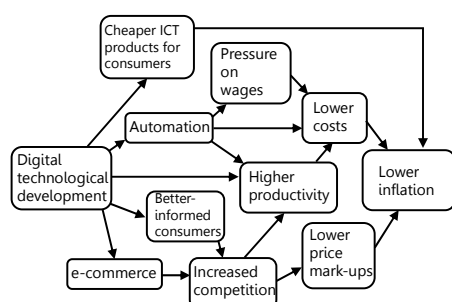 Cheaper ICT
products for
consumers
Pressure
on
wages
Automation
Lower
costs
Digital
technological
development
Higher
productivity
Lower
inflation
Better-
informed
consumers
Lower
price
mark-ups
e-commerce
Increased
competition